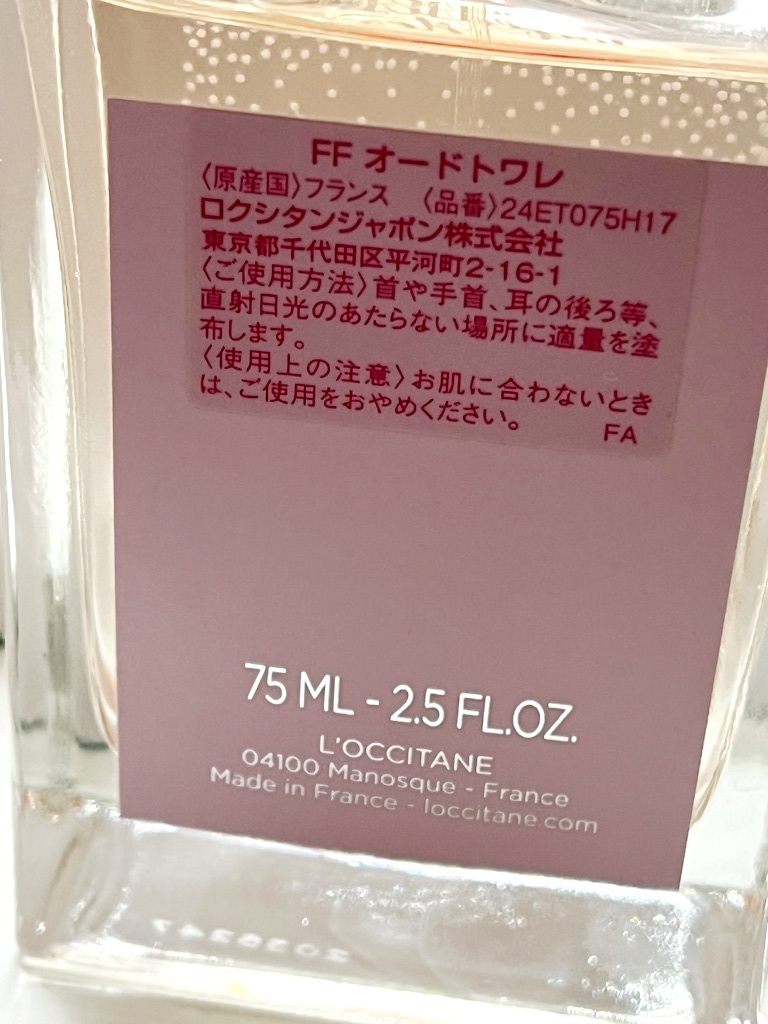 FF オードトワレ
〈原産国〉フランス 〈品番〉24ET075H17
ロクシタンジャポン株式会社
東京都千代田区平河町2-16-1
〈ご使用方法〉首や手首、耳の後ろ等、
直射日光のあたらない場所に適量を塗
布します。
〈使用上の注意〉お肌に合わないとき
は、ご使用をおやめください。 FA
75 ML - 2.5 FL.OZ.
L'OCCITANE
04100 Manosque - France
Made in France - loccitane.com